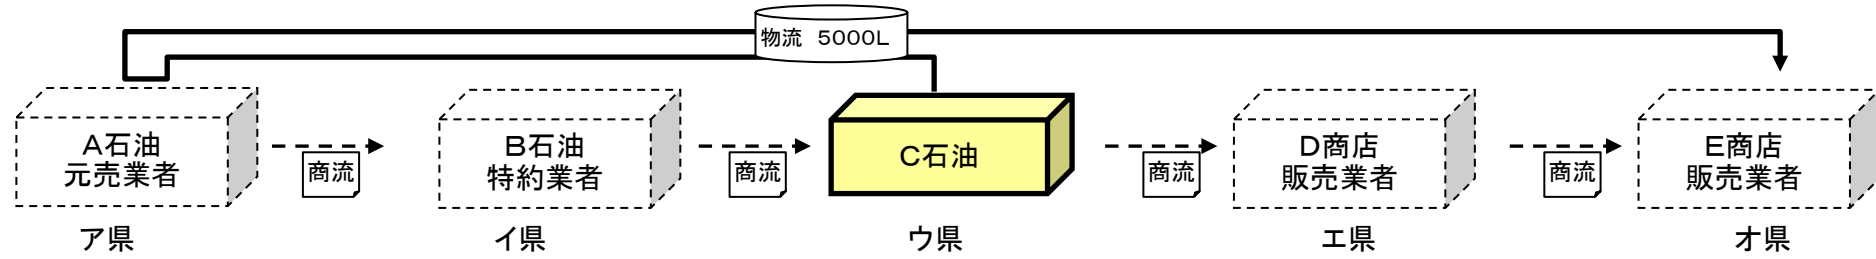 物流 5000L
A石油
元売業者
商流
B石油
特約業者
商流
C石油
商流
D商店
販売業者
商流
E商店
販売業者
ア県
イ県
ウ県
エ県
オ県